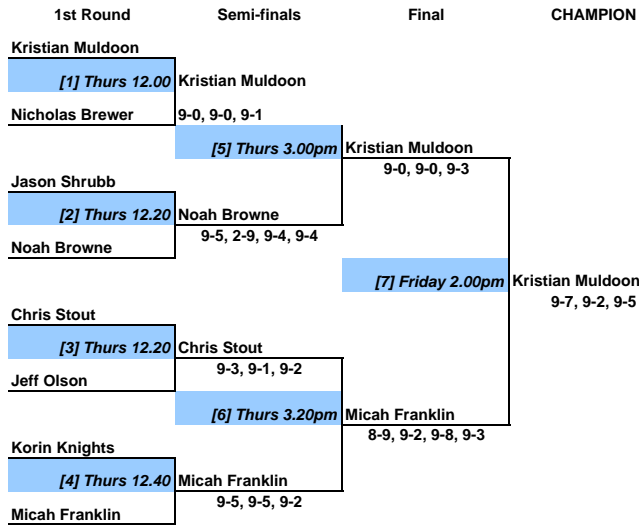 1st Round Semi-finals Final CHAMPION
Kristian Muldoon
[1] Thurs 12.00 Kristian Muldoon
Nicholas Brewer 9-0, 9-0, 9-1
[5] Thurs 3.00pm Kristian Muldoon
9-0, 9-0, 9-3
Jason Shrubb
[2] Thurs 12.20 Noah Browne
9-5, 2-9, 9-4, 9-4
Noah Browne
[7] Friday 2.00pm Kristian Muldoon
9-7, 9-2, 9-5
Chris Stout
[3] Thurs 12.20 Chris Stout
9-3, 9-1, 9-2
Jeff Olson
[6] Thurs 3.20pm Micah Franklin
8-9, 9-2, 9-8, 9-3
Korin Knights
[4] Thurs 12.40 Micah Franklin
9-5, 9-5, 9-2
Micah Franklin